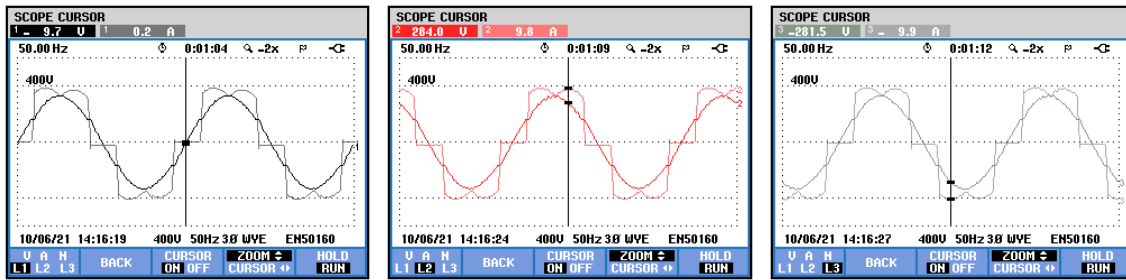 SCOPE CURSOR
1 - 9.7 V 1 0.2 A
50.00 Hz 0:01:04 -2x P
400V
1
10/06/21 14:16:19 400V 50Hz 3Ø WYE EN50160
V A N BACK CURSOR ZOOM HOLD
L1 L2 L3 ON OFF CURSOR RUN
SCOPE CURSOR
2 284.0 V 2 9.8 A
50.00 Hz 0:01:09 -2x P
400V
2
2
10/06/21 14:16:24 400V 50Hz 3Ø WYE EN50160
V A N BACK CURSOR ZOOM HOLD
L1 L2 L3 ON OFF CURSOR RUN
SCOPE CURSOR
3 -281.5 V 3 - 9.9 A
50.00 Hz 0:01:12 -2x P
400V
3
3
10/06/21 14:16:27 400V 50Hz 3Ø WYE EN50160
V A N BACK CURSOR ZOOM HOLD
L1 L2 L3 ON OFF CURSOR RUN